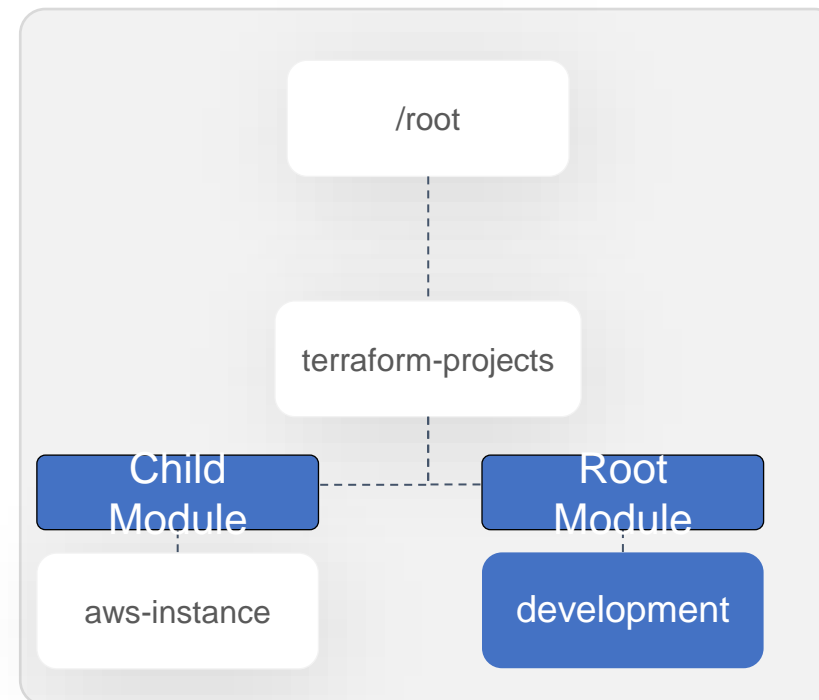 /root
terraform-projects
Child
Module
Root
Module
aws-instance
development